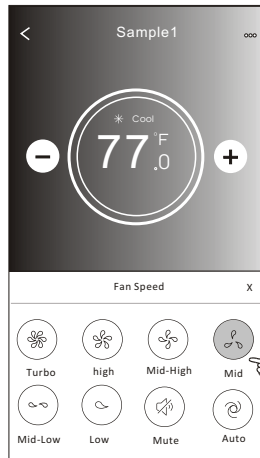 Sample1
Cool
77.0 °F
Fan Speed X
Turbo high Mid-High Mid
Mid-Low Low Mute Auto